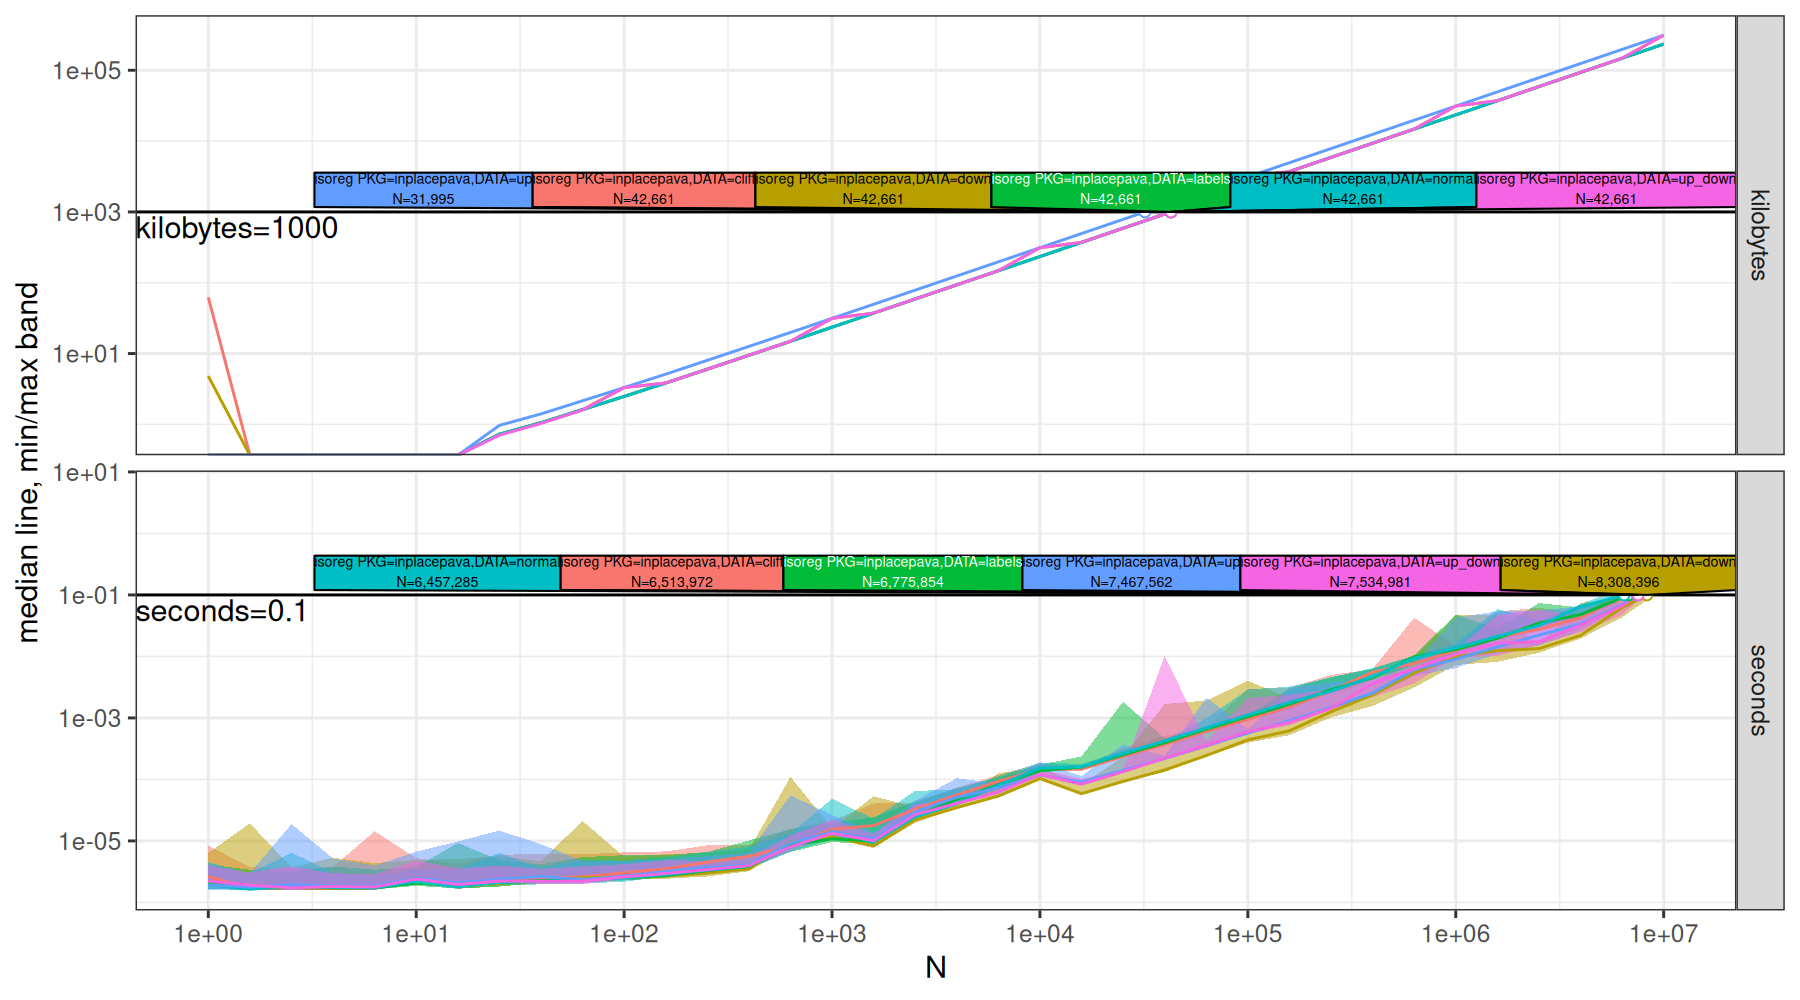 1e+05
isoreg PKG=inplacepava,DATA=up
N=31,995
isoreg PKG=inplacepava,DATA=cliff
N=42,661
isoreg PKG=inplacepava,DATA=down
N=42,661
isoreg PKG=inplacepava,DATA=labels
N=42,661
isoreg PKG=inplacepava,DATA=normal
N=42,661
isoreg PKG=inplacepava,DATA=up_down
N=42,661
1e+03
kilobytes=1000
1e+01
kilobytes
median line, min/max band
1e+01
isoreg PKG=inplacepava,DATA=normal
N=6,457,285
isoreg PKG=inplacepava,DATA=cliff
N=6,513,972
isoreg PKG=inplacepava,DATA=labels
N=6,775,854
isoreg PKG=inplacepava,DATA=up
N=7,467,562
isoreg PKG=inplacepava,DATA=up_down
N=7,534,981
isoreg PKG=inplacepava,DATA=down
N=8,308,396
1e-01
seconds=0.1
1e-03
1e-05
seconds
1e+00
1e+01
1e+02
1e+03
1e+04
1e+05
1e+06
1e+07
N